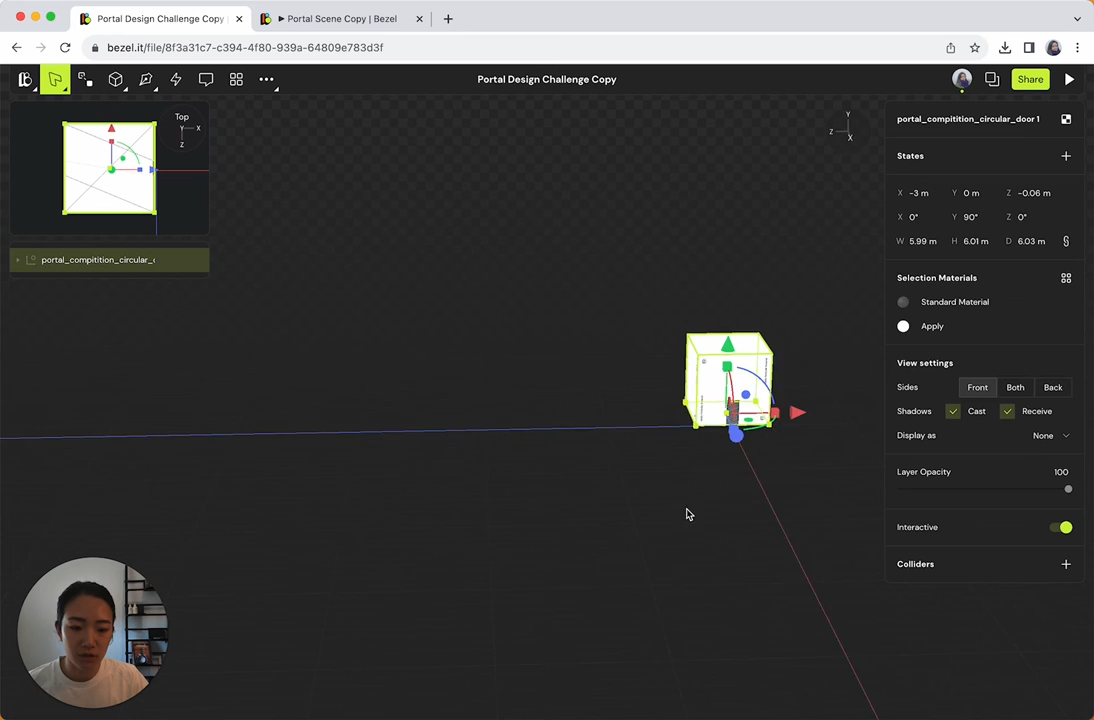 Portal Design Challenge Copy
Portal Scene Copy | Bezel
bezel.it/file/8f3a31c7-c394-4f80-939a-64809e783d3f
Portal Design Challenge Copy
Share
Top
Y X
Z
Y
Z
X
portal_compitition_circular_
portal_compitition_circular_door 1
States
X -3 m Y 0 m Z -0.06 m
X 0° Y 90° Z 0°
W 5.99 m H 6.01 m D 6.03 m
Selection Materials
Standard Material
Apply
View settings
Sides Front Both Back
Shadows Cast Receive
Display as None
Layer Opacity 100
Interactive
Colliders